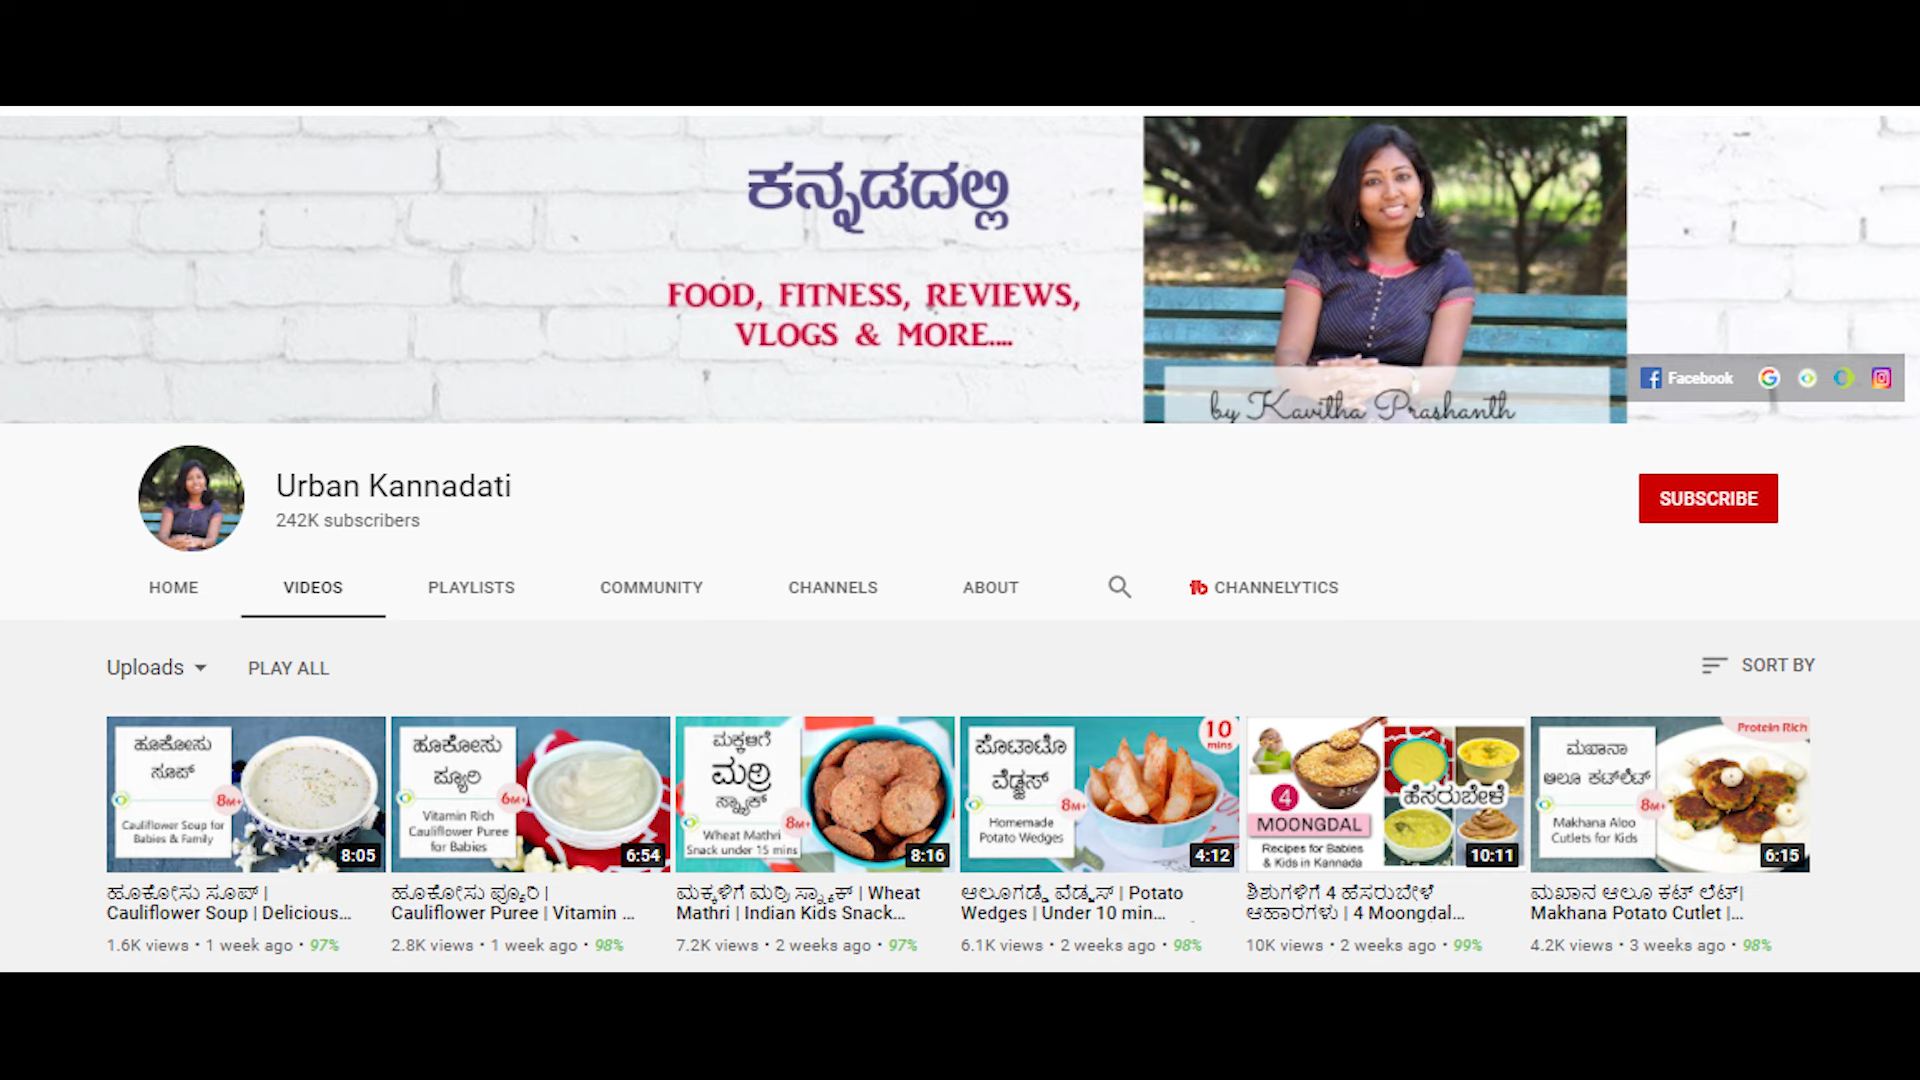 ಕನ್ನಡದಲ್ಲಿ
FOOD, FITNESS, REVIEWS,
VLOGS & MORE....
by Kavitha Prashanth
Facebook
Urban Kannadati
242K subscribers
SUBSCRIBE
HOME
VIDEOS
PLAYLISTS
COMMUNITY
CHANNELS
ABOUT
CHANNELYTICS
Uploads
PLAY ALL
SORT BY
ಹೂಕೋಸು
ಸೂಪ್
8M+
Cauliflower Soup for
Babies & Family
8:05
ಹೂಕೋಸು ಸೂಪ್ |
Cauliflower Soup | Delicious...
1.6K views • 1 week ago • 97%
ಹೂಕೋಸು
ಪ್ಯೂರಿ
6M+
Vitamin Rich
Cauliflower Puree
for Babies
6:54
ಹೂಕೋಸು ಪ್ಯೂರಿ |
Cauliflower Puree | Vitamin ...
2.8K views • 1 week ago • 98%
ಮಕ್ಕಳಿಗೆ
ಮಠ್ರಿ
ಸ್ನ್ಯಾಕ್
8M+
Wheat Mathri
Snack under 15 mins
8:16
ಮಕ್ಕಳಿಗೆ ಮಠ್ರಿ ಸ್ನ್ಯಾಕ್ | Wheat
Mathri | Indian Kids Snack...
7.2K views • 2 weeks ago • 97%
ಪೊಟಾಟೊ
ವೆಡ್ಜಸ್
10
mins
8M+
Homemade
Potato Wedges
4:12
ಆಲೂಗಡ್ಡೆ ವೆಡ್ಜಸ್ | Potato
Wedges | Under 10 min...
6.1K views • 2 weeks ago • 98%
4
MOONGDAL
Recipes for Babies
& Kids in Kannada
ಹೆಸರುಬೇಳೆ
10:11
ಶಿಶುಗಳಿಗೆ 4 ಹೆಸರುಬೇಳೆ
ಆಹಾರಗಳು | 4 Moongdal...
10K views • 2 weeks ago • 99%
Protein Rich
ಮಖಾನಾ
ಆಲೂ ಕಟ್‌ಲೆಟ್
8M+
Makhana Aloo
Cutlets for Kids
6:15
ಮಖಾನ ಆಲೂ ಕಟ್ ಲೆಟ್|
Makhana Potato Cutlet |...
4.2K views • 3 weeks ago • 98%